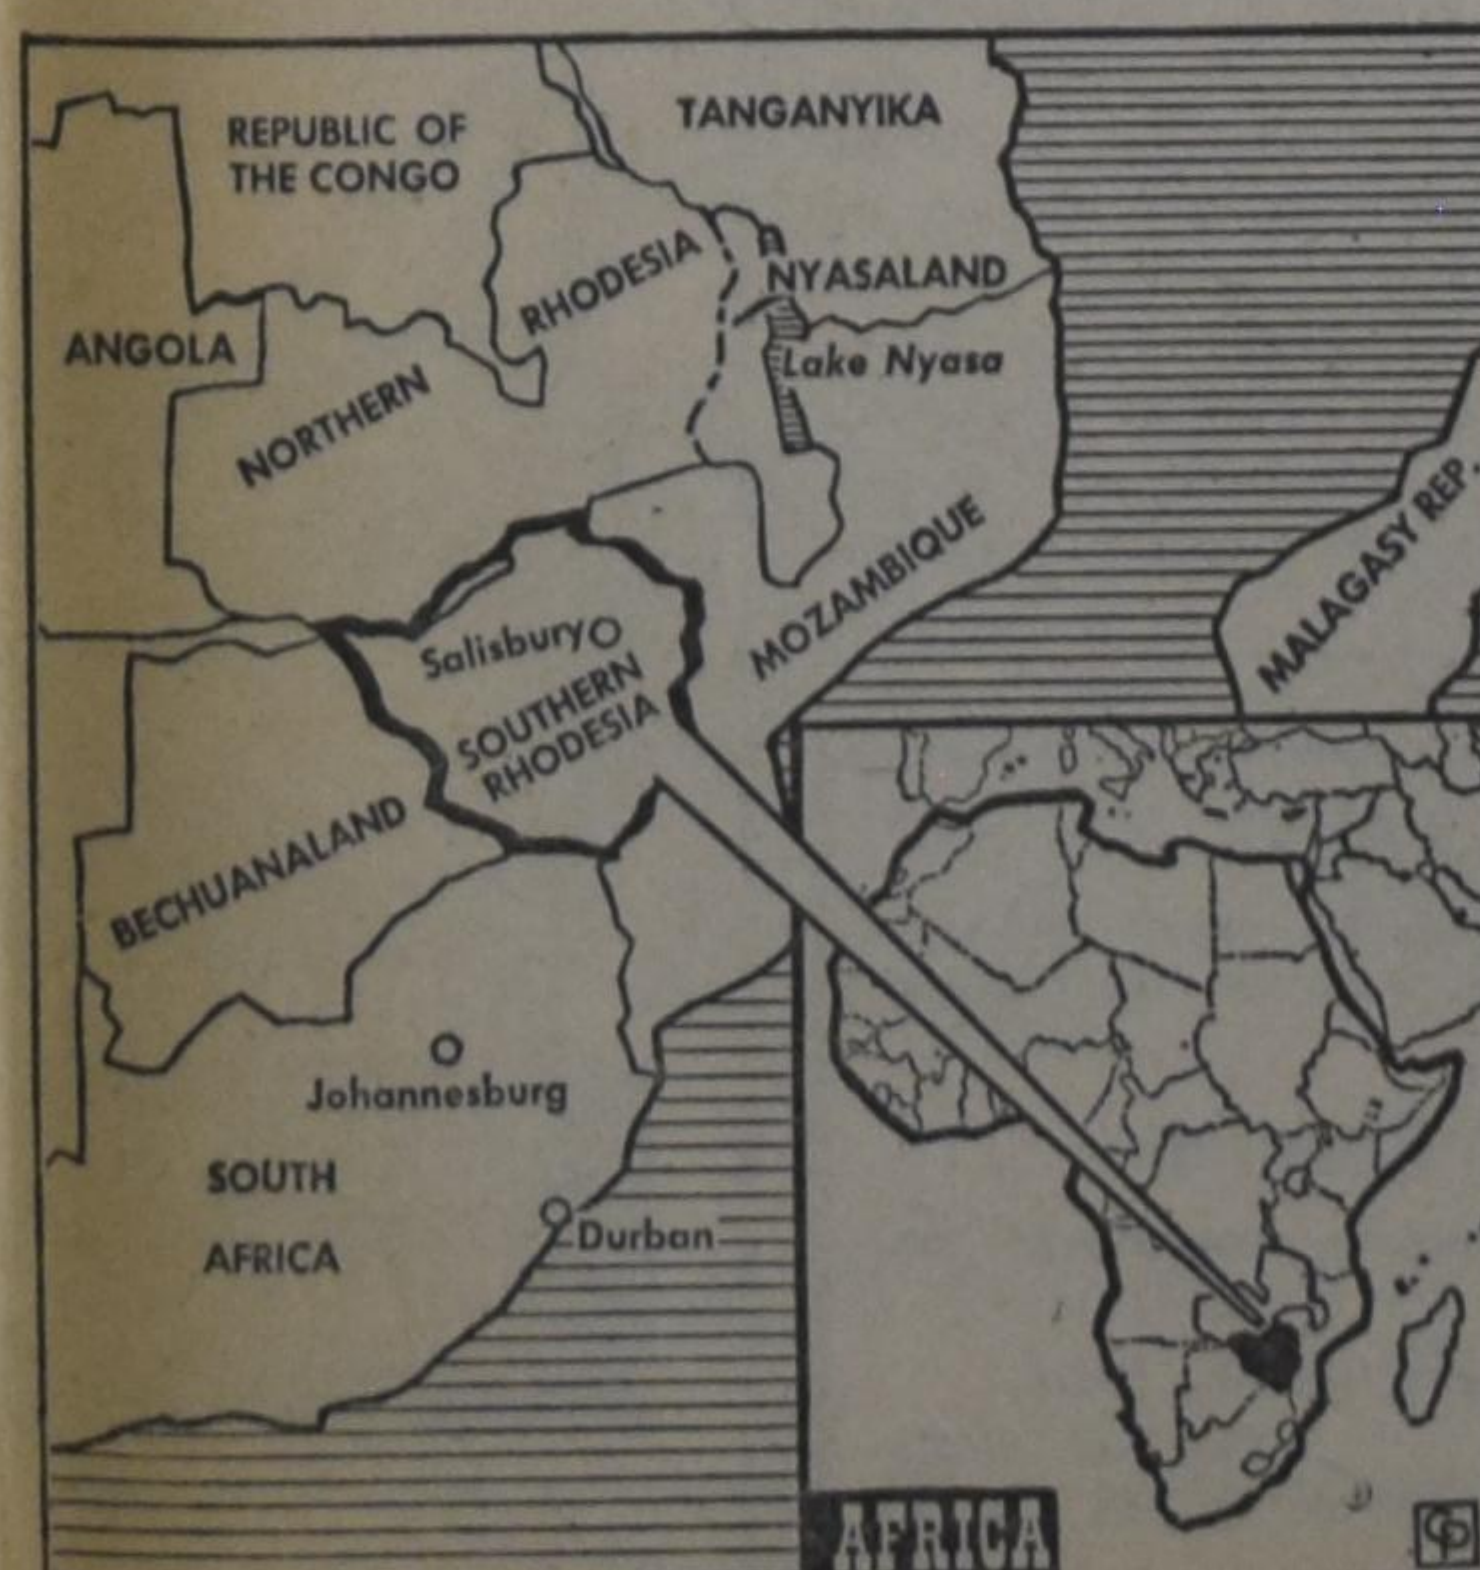 REPUBLIC OF
THE CONGO
TANGANYIKA
RHODESIA
NYASALAND
ANGOLA
Lake Nyasa
NORTHERN
MALAGASY REP.
MOZAMBIQUE
Salisbury
SOUTHERN
RHODESIA
BECHUANALAND
Johannesburg
SOUTH
AFRICA
Durban
AFRICA
CP